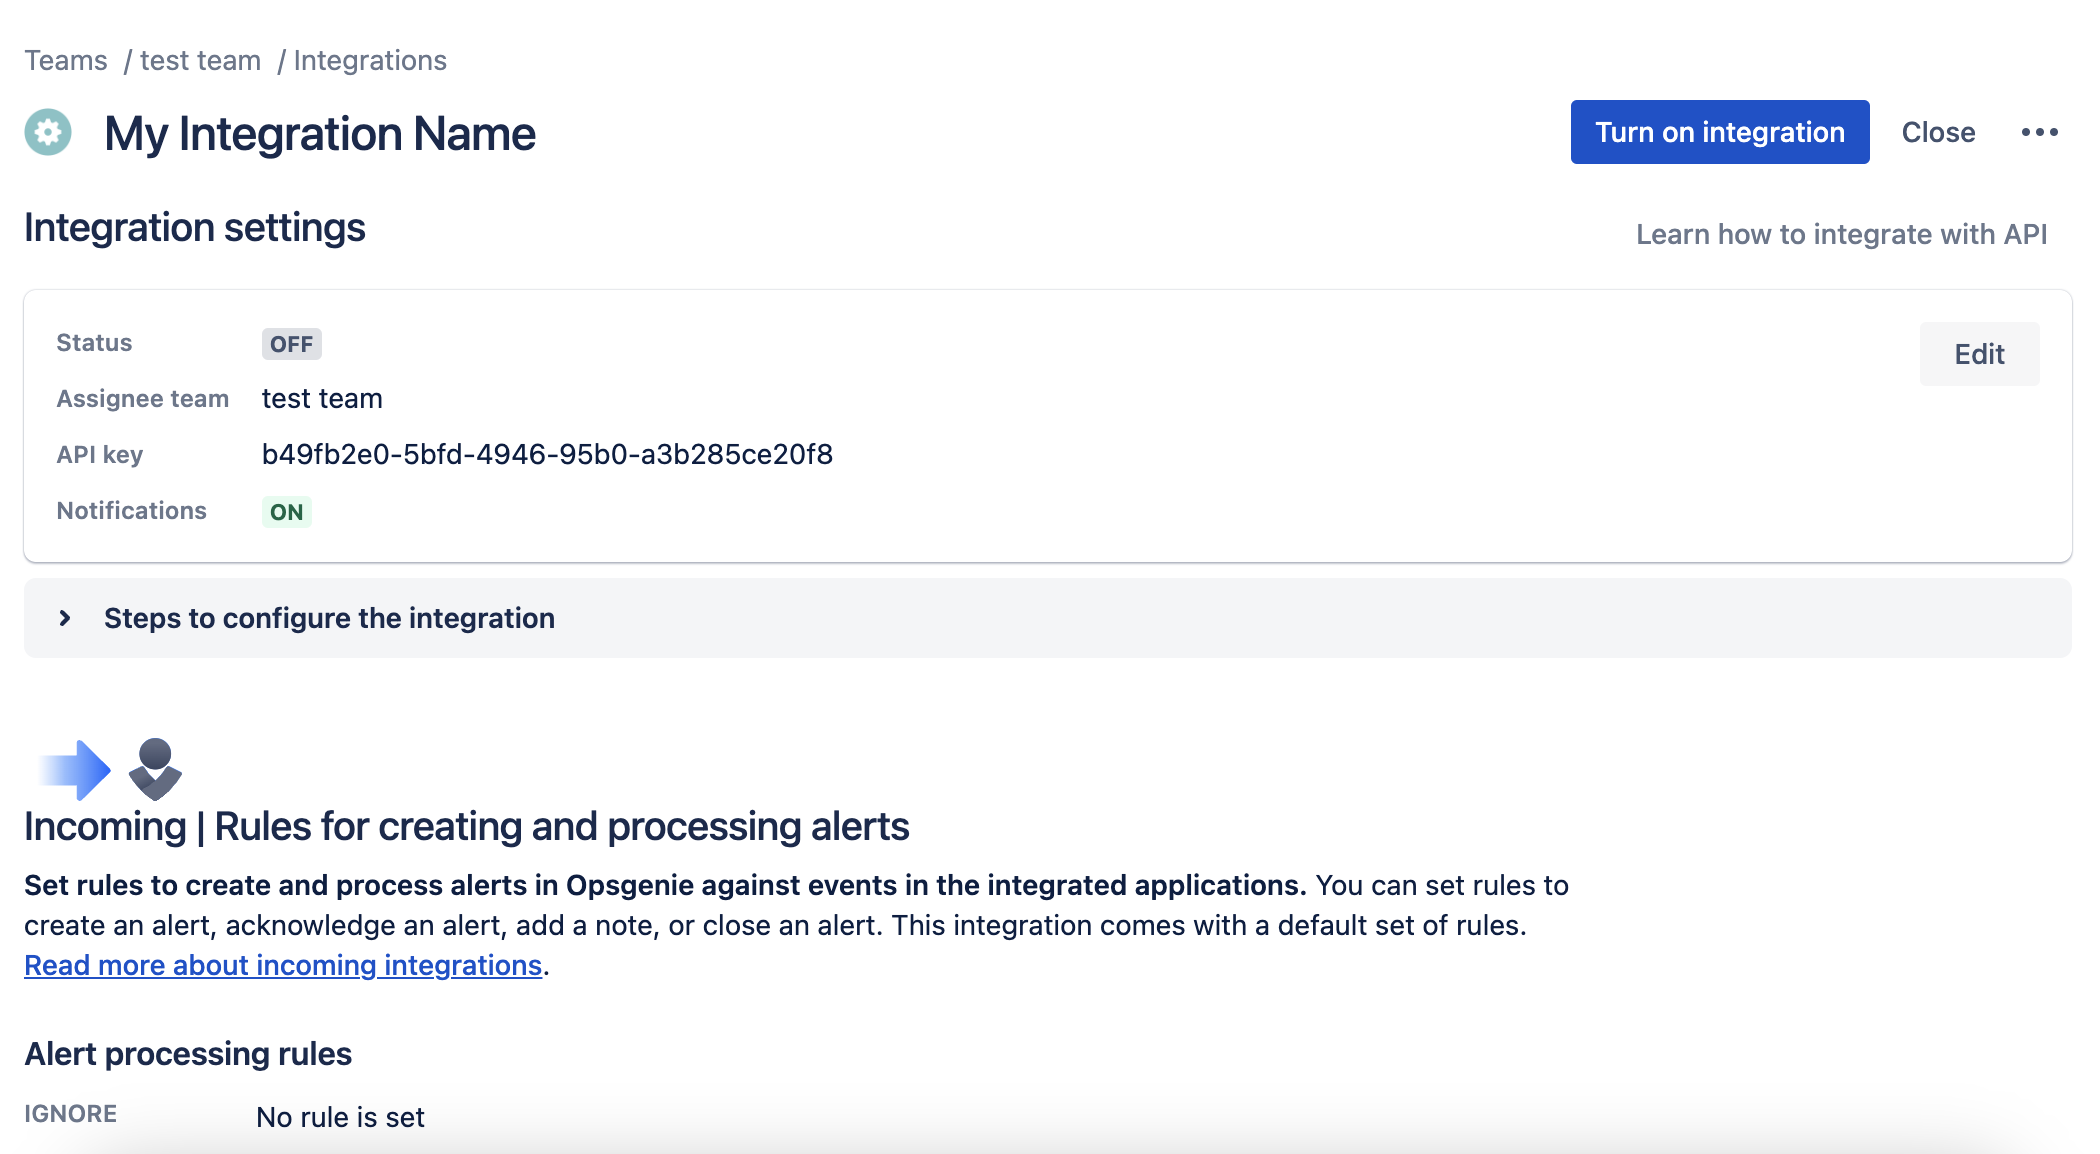 Teams / test team / Integrations
My Integration Name
Turn on integration
Close
Integration settings
Learn how to integrate with API
Status OFF
Edit
Assignee team test team
API key b49fb2e0-5bfd-4946-95b0-a3b285ce20f8
Notifications ON
Steps to configure the integration
Incoming | Rules for creating and processing alerts
Set rules to create and process alerts in Opsgenie against events in the integrated applications. You can set rules to
create an alert, acknowledge an alert, add a note, or close an alert. This integration comes with a default set of rules.
Read more about incoming integrations.
Alert processing rules
IGNORE No rule is set